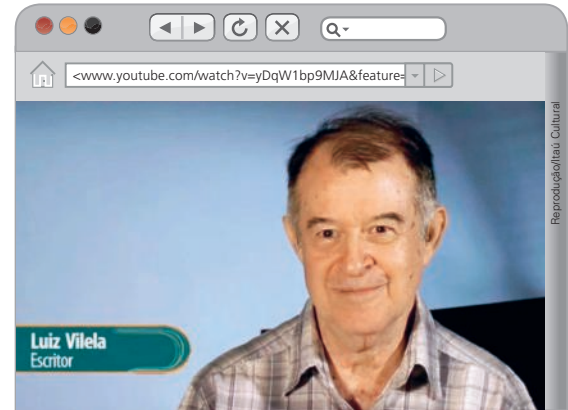 <www.youtube.com/watch?v=yDqW1bp9MJA&feature=
Reprodução/Itaú Cultural
Luiz Vilela
Escritor